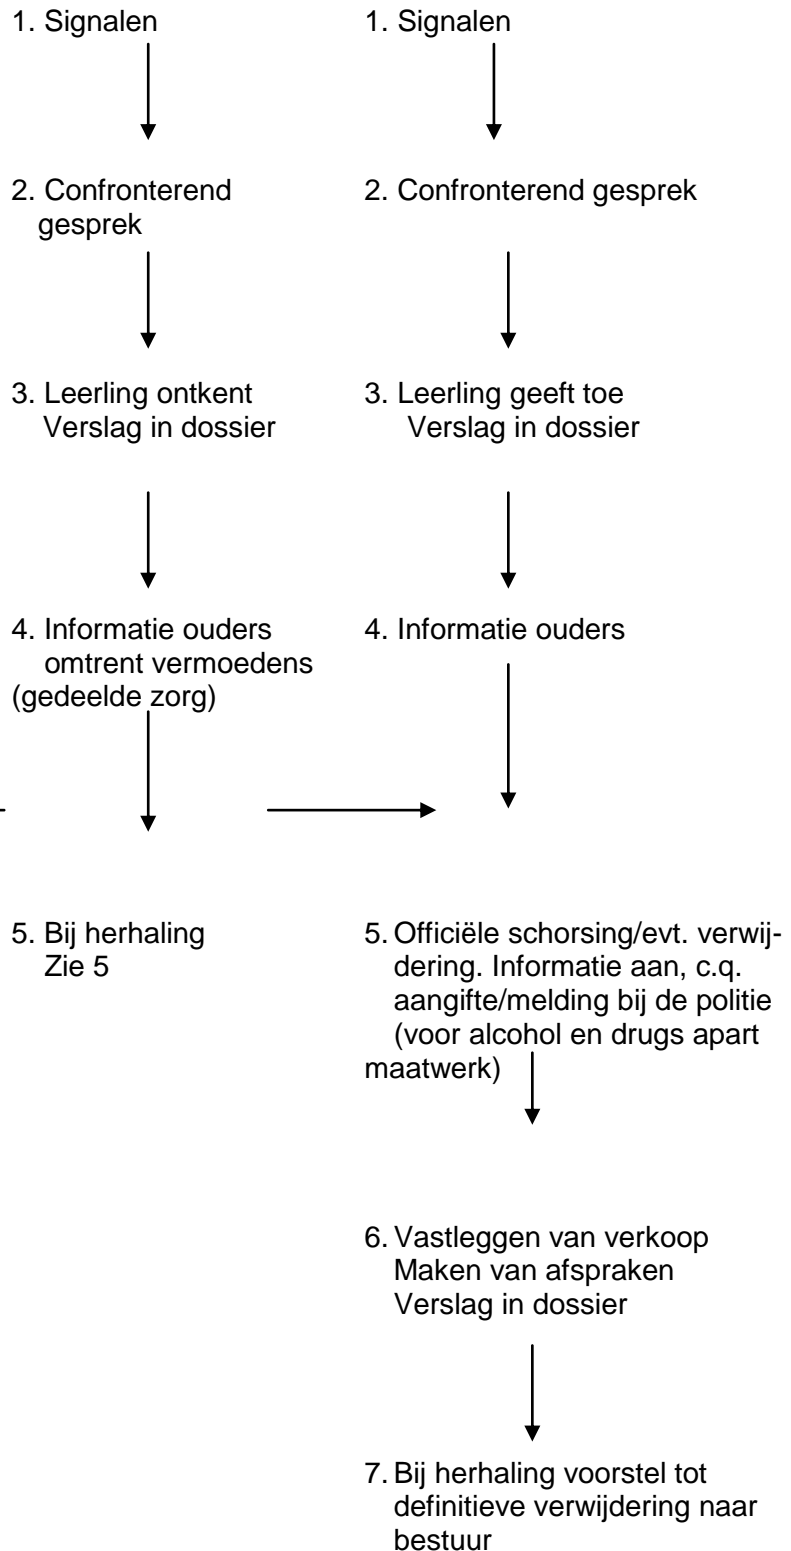 1. Signalen
2. Confronterend
gesprek
3. Leerling ontkent
Verslag in dossier
4. Informatie ouders
omtrent vermoedens
(gedeelde zorg)
5. Bij herhaling
Zie 5
1. Signalen
2. Confronterend gesprek
3. Leerling geeft toe
Verslag in dossier
4. Informatie ouders
5. Officiële schorsing/evt. verwij-
dering. Informatie aan, c.q.
aangifte/melding bij de politie
(voor alcohol en drugs apart
maatwerk)
6. Vastleggen van verkoop
Maken van afspraken
Verslag in dossier
7. Bij herhaling voorstel tot
definitieve verwijdering naar
bestuur